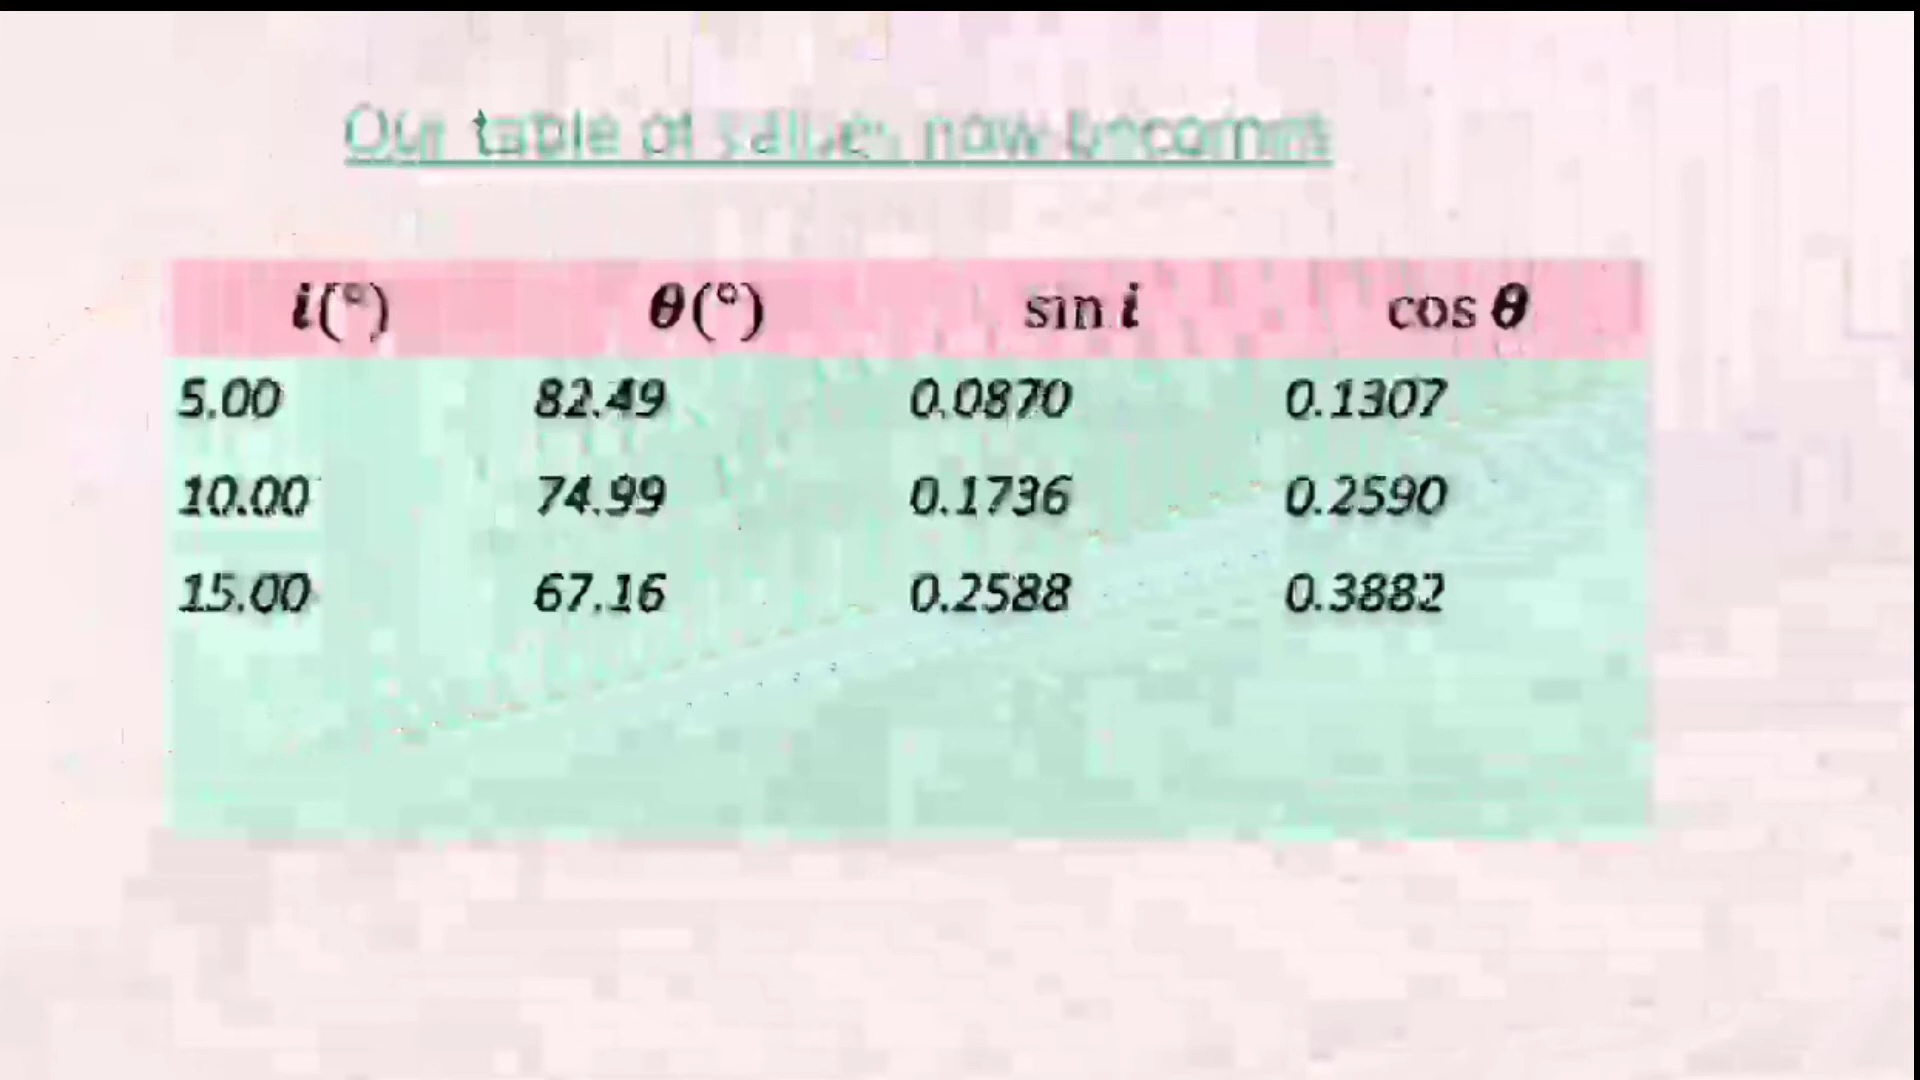 Our table of values now becomes
i(°) θ(°) sin i cos θ
5.00 82.49 0.0870 0.1307
10.00 74.99 0.1736 0.2590
15.00 67.16 0.2588 0.3882